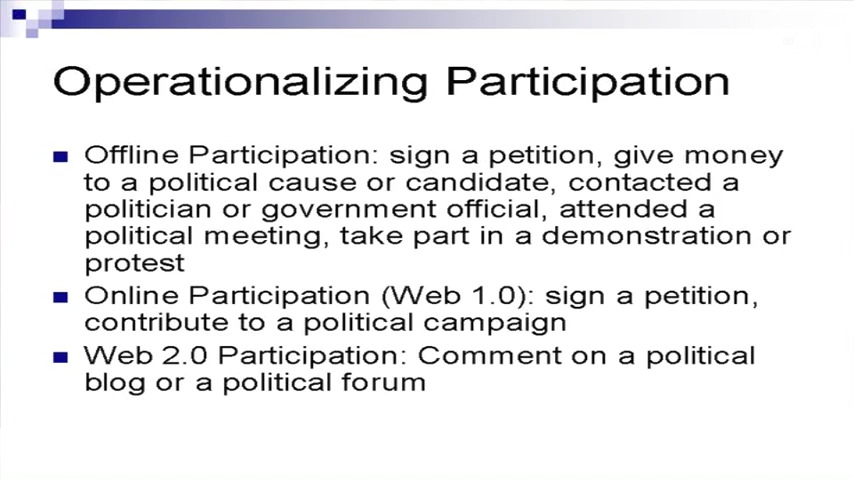 Operationalizing Participation
Offline Participation: sign a petition, give money
to a political cause or candidate, contacted a
politician or government official, attended a
political meeting, take part in a demonstration or
protest
Online Participation (Web 1.0): sign a petition,
contribute to a political campaign
Web 2.0 Participation: Comment on a political
blog or a political forum